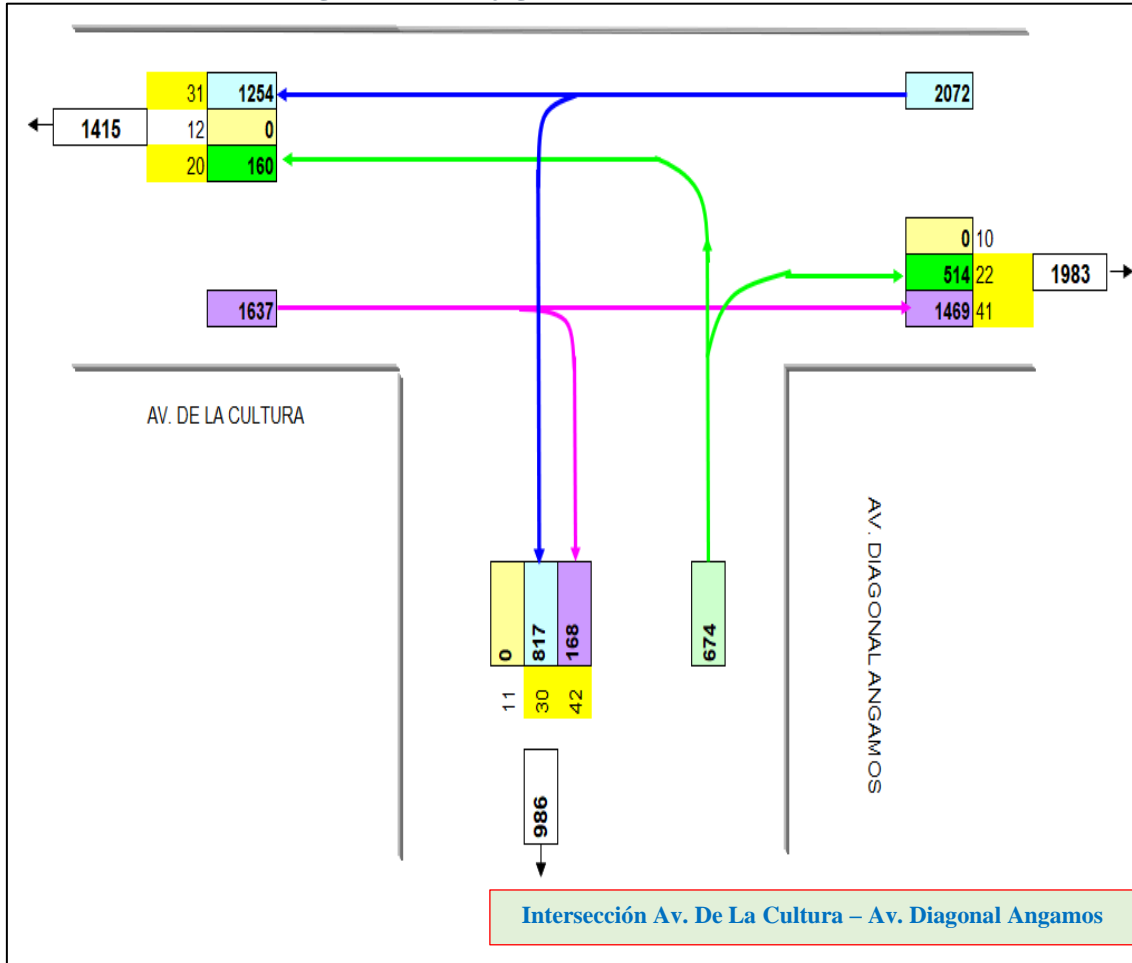 31 1254 2072
1415 12 0
20 160
0 10
514 22 1983
1637 1469 41
AV. DE LA CULTURA
AV. DIAGONAL ANGAMOS
0 817 168 674
11 30 42
986
Intersección Av. De La Cultura – Av. Diagonal Angamos